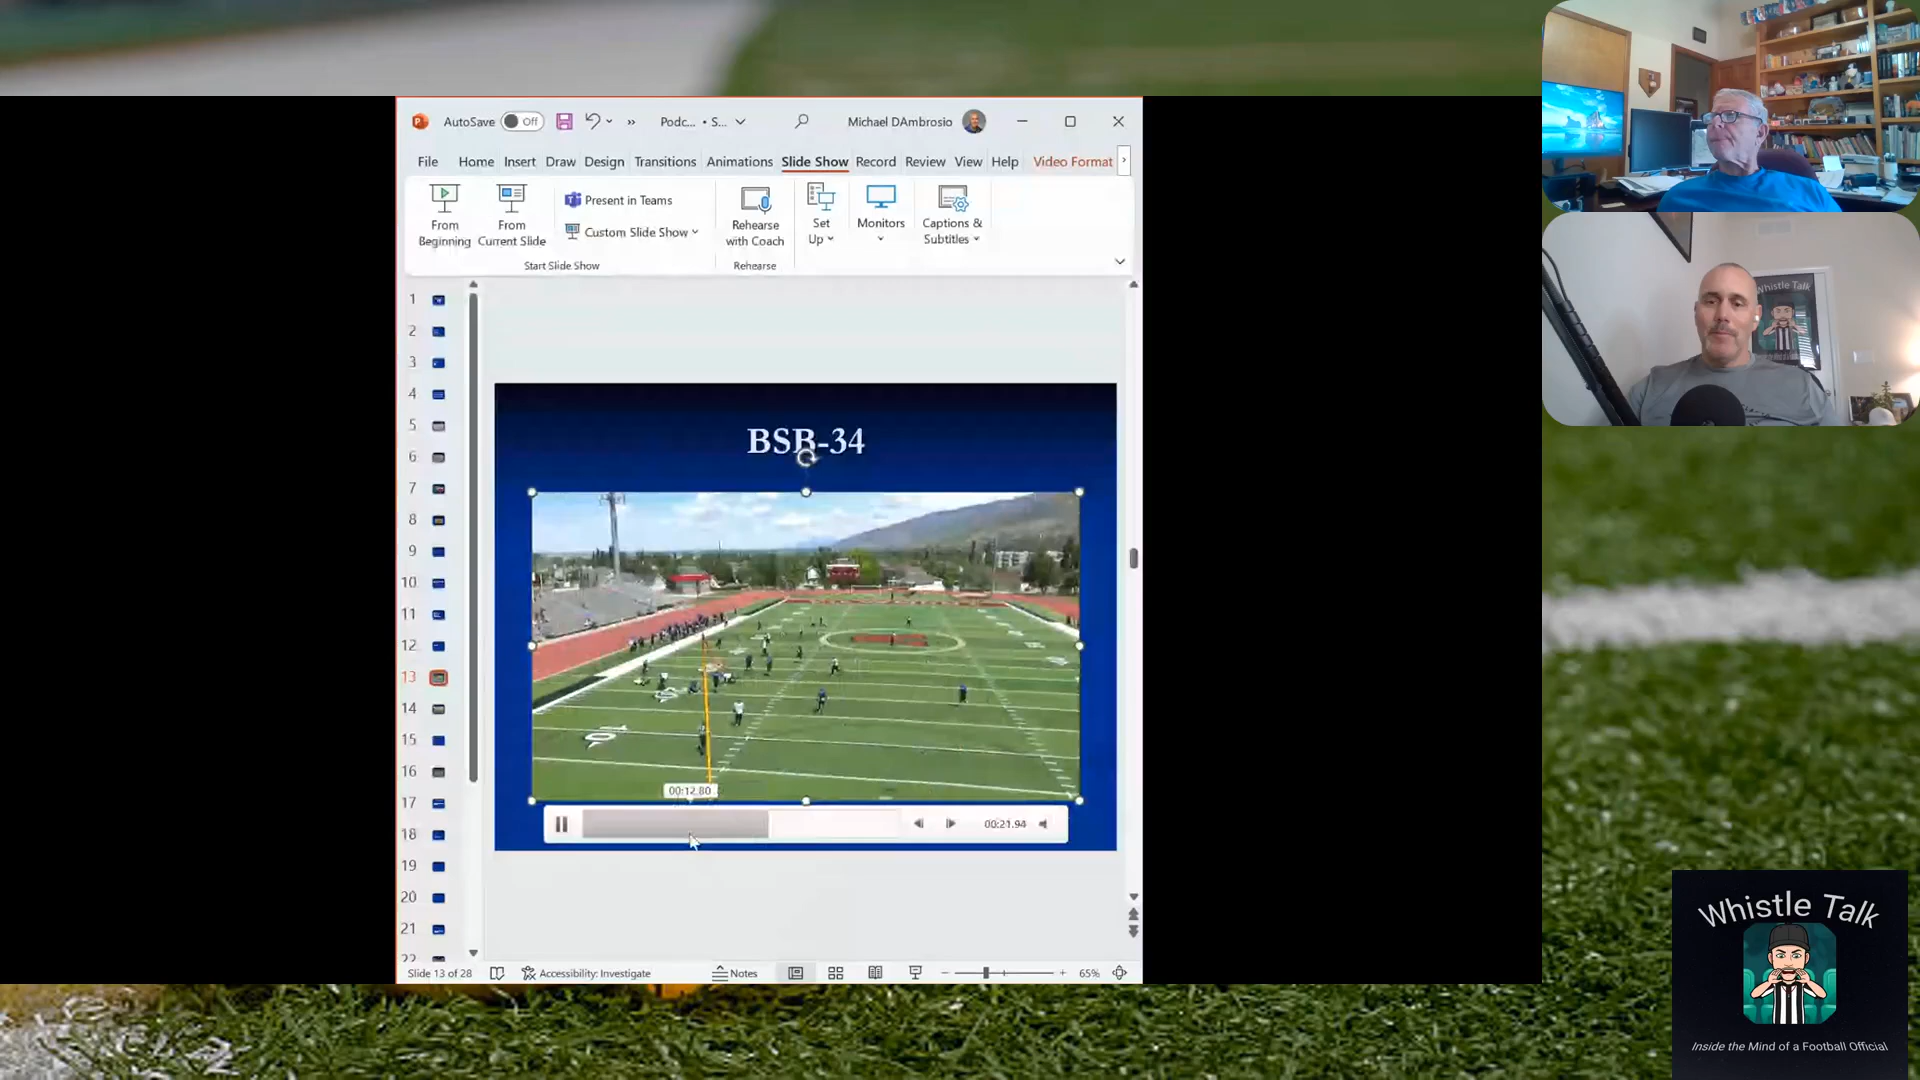 AutoSave Off Podc... • S... Michael DAmbrosio
File Home Insert Draw Design Transitions Animations Slide Show Record Review View Help Video Format
From Beginning
From Current Slide
Present in Teams
Custom Slide Show
Start Slide Show
Rehearse with Coach
Rehearse
Set Up
Monitors
Captions & Subtitles
1
2
3
4
5
6
7
8
9
10
11
12
13
14
15
16
17
18
19
20
21
22
BSB-34
00:12.80
00:21.94
Slide 13 of 28 Accessibility: Investigate Notes 65%
Whistle Talk
Whistle Talk
Inside the Mind of a Football Official